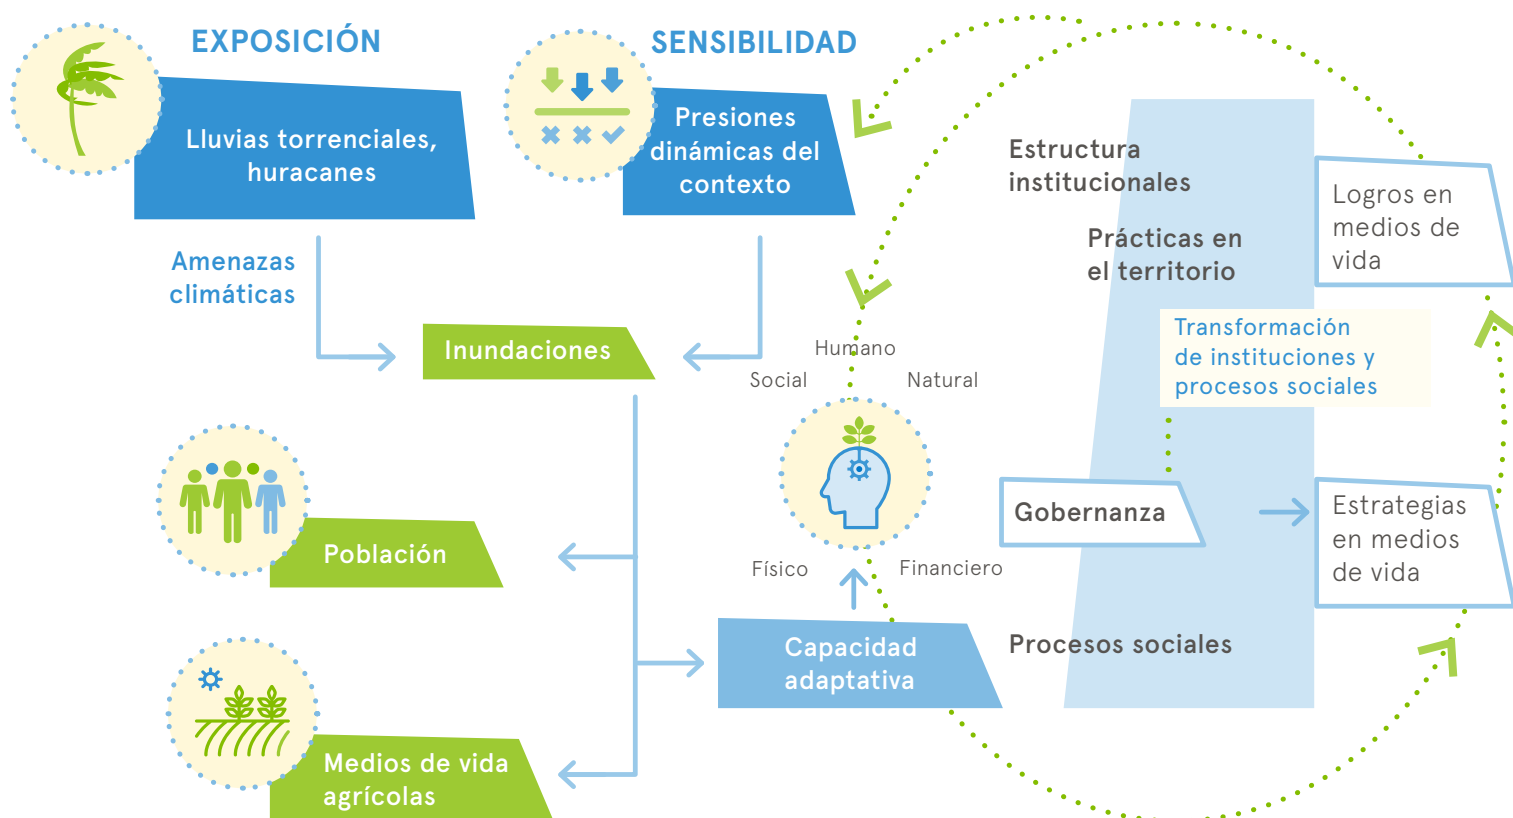 EXPOSICIÓN
SENSIBILIDAD
Lluvias torrenciales,
huracanes
Presiones
dinámicas del
contexto
Amenazas
climáticas
Inundaciones
Población
Medios de vida
agrícolas
Humano
Social
Natural
Físico
Financiero
Capacidad
adaptativa
Estructura
institucionales
Prácticas en
el territorio
Transformación
de instituciones y
procesos sociales
Gobernanza
Procesos sociales
Logros en
medios de
vida
Estrategias
en medios
de vida